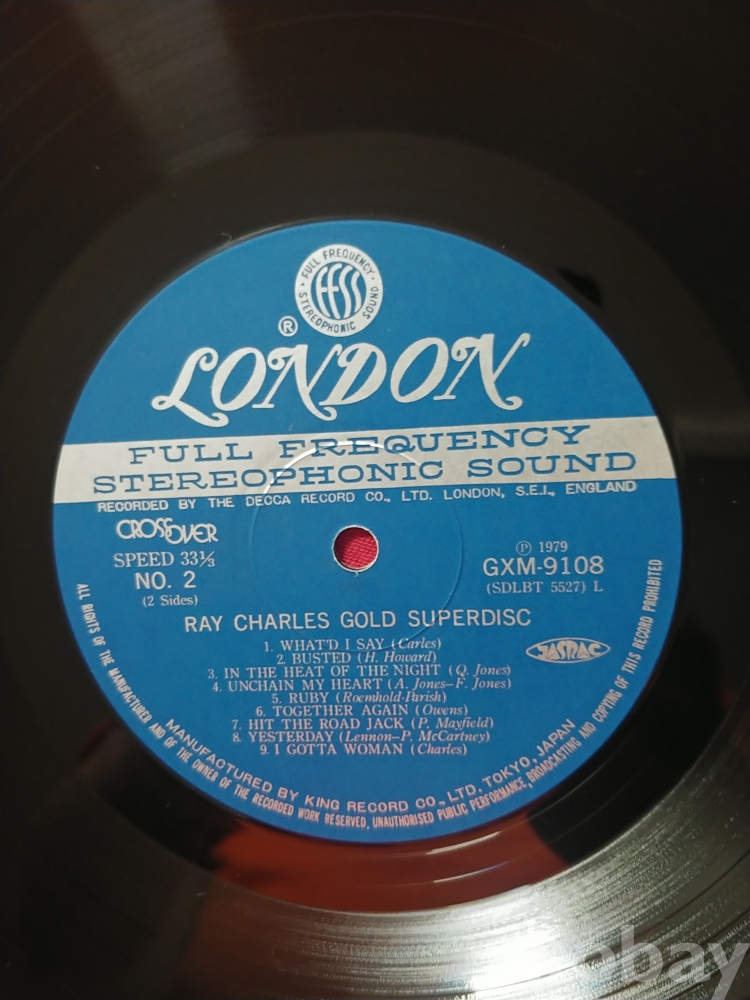 FULL FREQUENCY
FFSS
STEREOPHONIC SOUND
®
LONDON
FULL FREQUENCY
STEREOPHONIC SOUND
RECORDED BY THE DECCA RECORD CO., LTD. LONDON, S.E.I., ENGLAND
CROSSOVER
SPEED 33⅓
NO. 2
(2 Sides)
℗ 1979
GXM-9108
(SDLBT 5527) L
RAY CHARLES GOLD SUPERDISC
1. WHAT'D I SAY (Carles)
2. BUSTED (H. Howard)
3. IN THE HEAT OF THE NIGHT (Q. Jones)
4. UNCHAIN MY HEART (A. Jones–F. Jones)
5. RUBY (Roemhold-Parish)
6. TOGETHER AGAIN (Owens)
7. HIT THE ROAD JACK (P. Mayfield)
8. YESTERDAY (Lennon–P. McCartney)
9. I GOTTA WOMAN (Charles)
JASRAC
MANUFACTURED BY KING RECORD CO., LTD. TOKYO, JAPAN
ALL RIGHTS OF THE MANUFACTURER AND OF THE OWNER OF THE RECORDED WORK RESERVED, UNAUTHORISED PUBLIC PERFORMANCE, BROADCASTING AND COPYING OF THIS RECORD PROHIBITED
bay